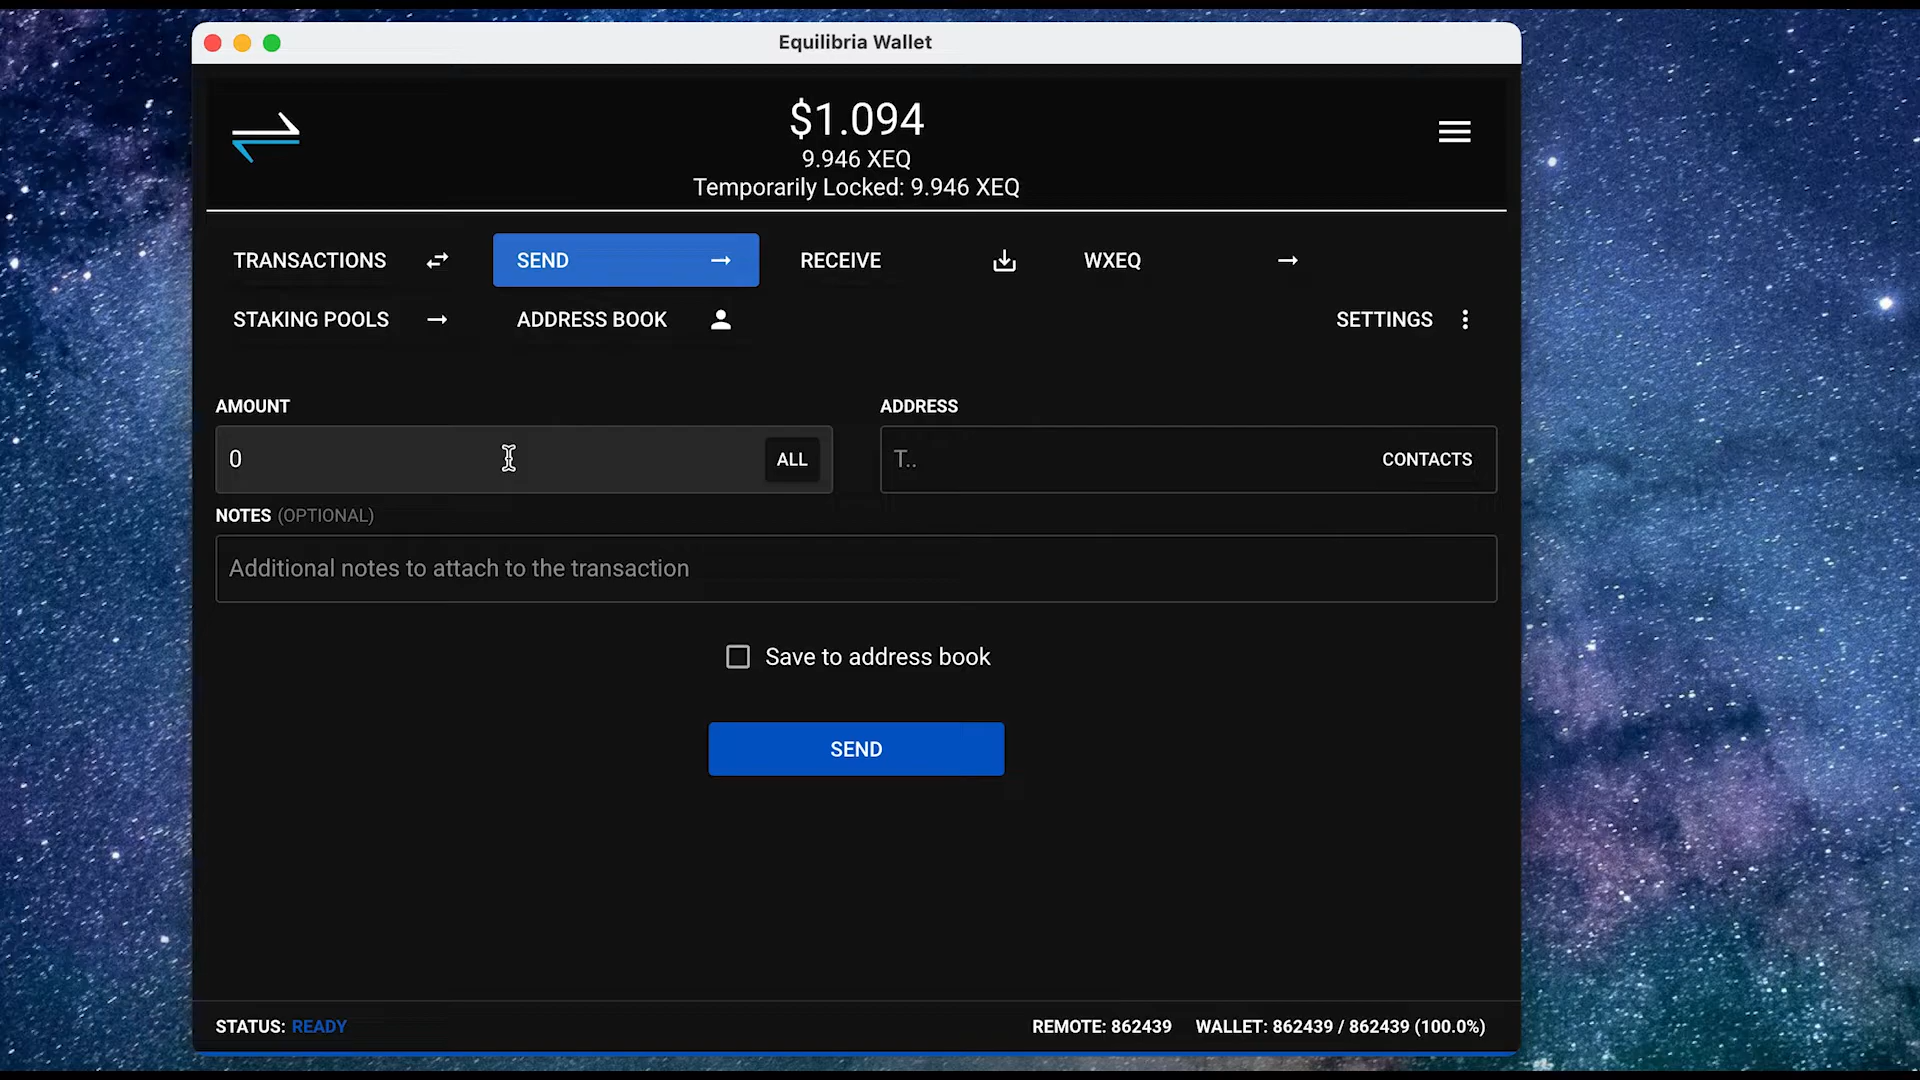 Equilibria Wallet
$1.094
9.946 XEQ
Temporarily Locked: 9.946 XEQ
TRANSACTIONS
SEND
RECEIVE
WXEQ
STAKING POOLS
ADDRESS BOOK
SETTINGS
AMOUNT
ADDRESS
0
ALL
T..
CONTACTS
NOTES (OPTIONAL)
Additional notes to attach to the transaction
Save to address book
SEND
STATUS: READY
REMOTE: 862439
WALLET: 862439 / 862439 (100.0%)